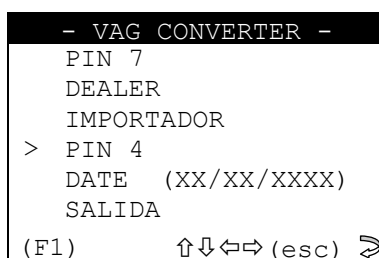 - VAG CONVERTER -
PIN 7
DEALER
IMPORTADOR
> PIN 4
DATE (XX/XX/XXXX)
SALIDA
(F1) ⇧⇩⇦⇨(esc) ⮌